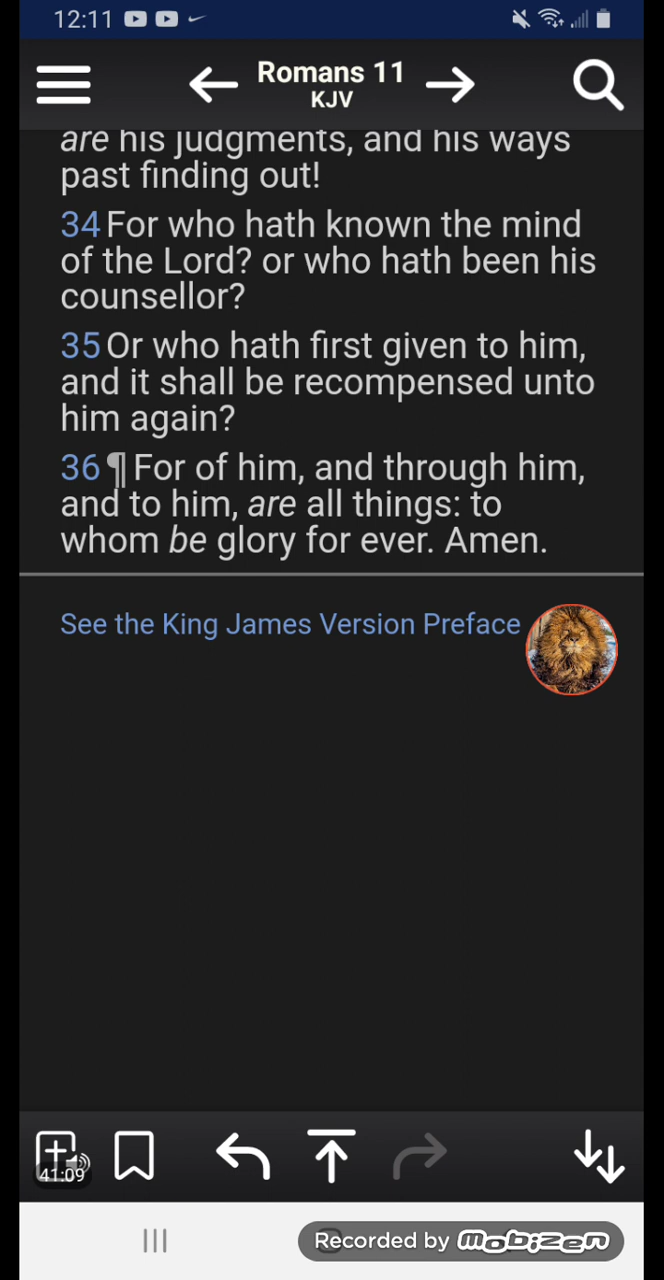 12:11
Romans 11
KJV
are his judgments, and his ways
past finding out!
34 For who hath known the mind
of the Lord? or who hath been his
counsellor?
35 Or who hath first given to him,
and it shall be recompensed unto
him again?
36 ¶ For of him, and through him,
and to him, are all things: to
whom be glory for ever. Amen.
See the King James Version Preface
41:09
Recorded by mobizen